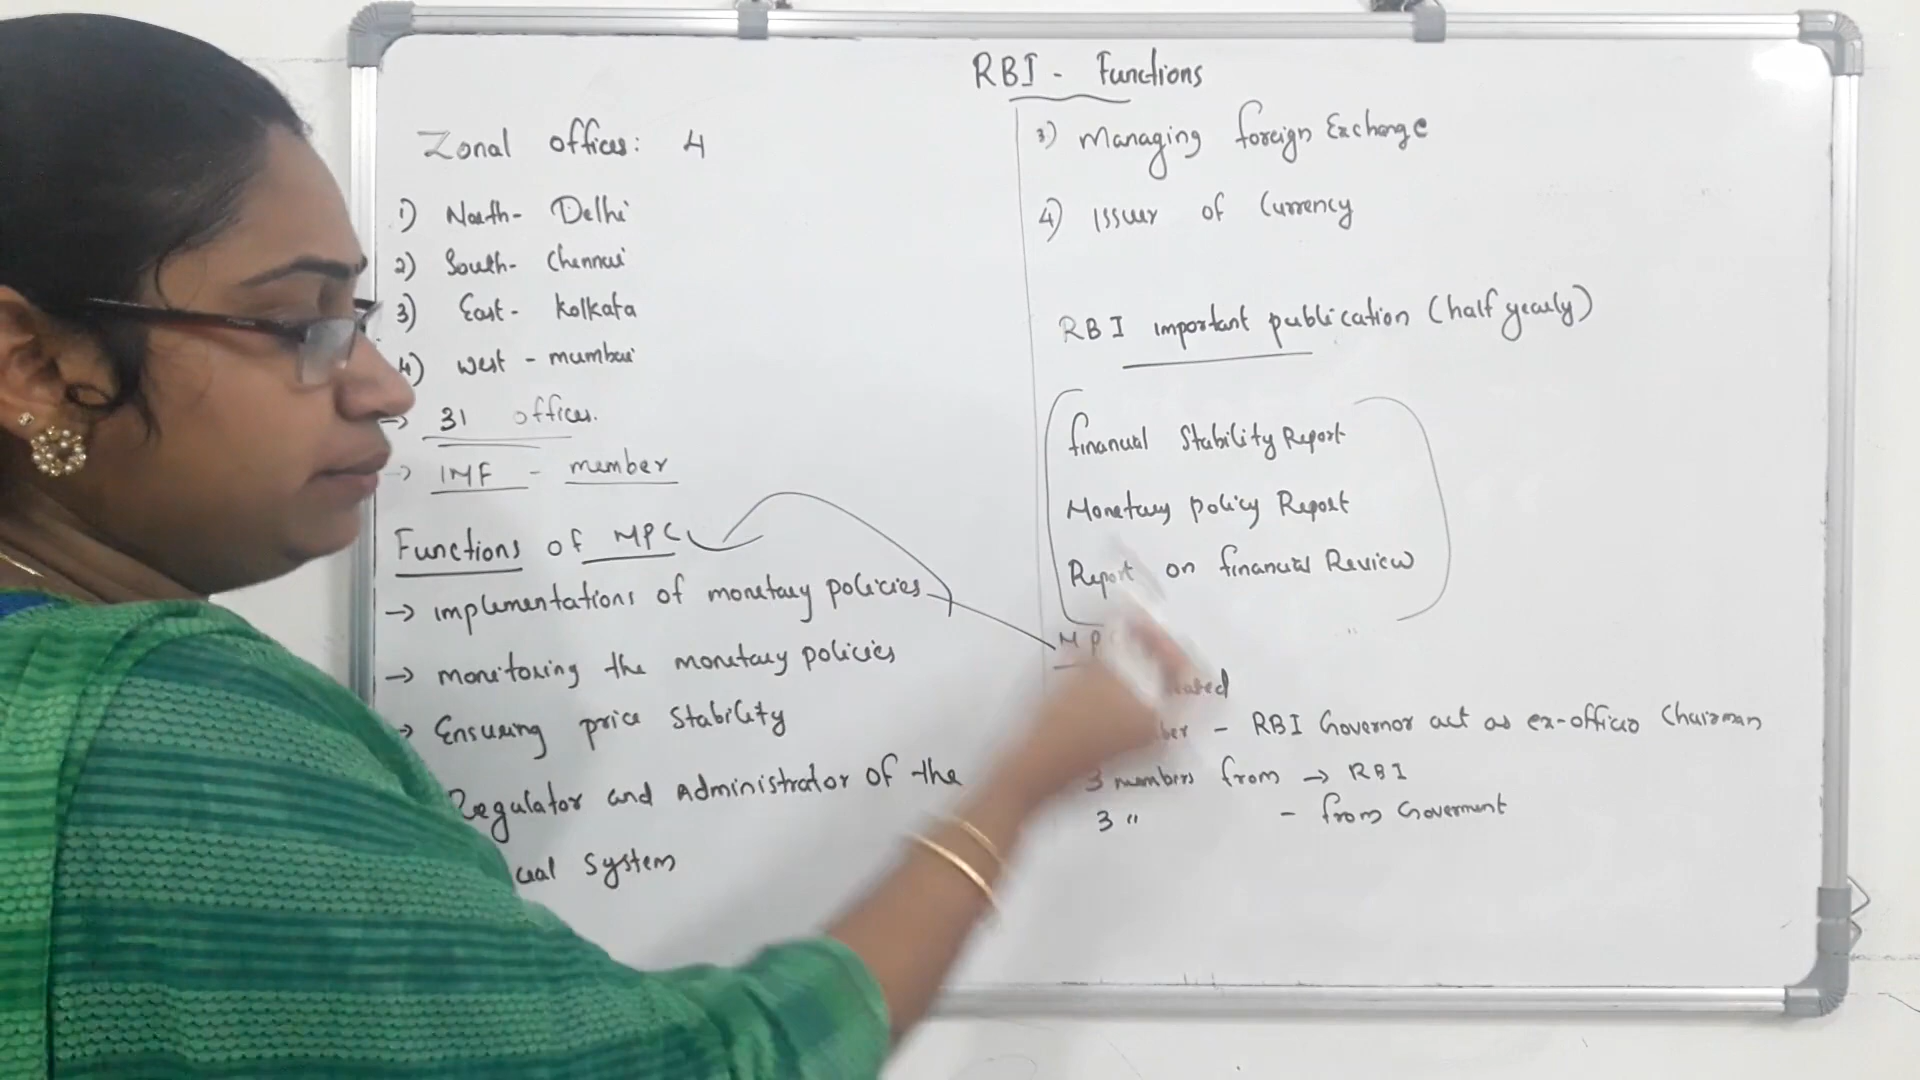 RBI - Functions
Zonal offices: 4
1) North- Delhi
2) South- Chennai
3) East- Kolkata
4) West - mumbai
→ 31 offices.
→ IMF - member
Functions of MPC
→ implementations of monetary policies
→ monitoring the monetary policies
→ Ensuring price stability
Regulator and Administrator of the
system
3) Managing foreign Exchange
4) Issuer of Currency
RBI important publication (half yearly)
financial Stability Report
Monetary policy Report
Report on financial Review
MP
- RBI Governor act as ex-officio Chairman
3 members from → RBI
3 " - from Government